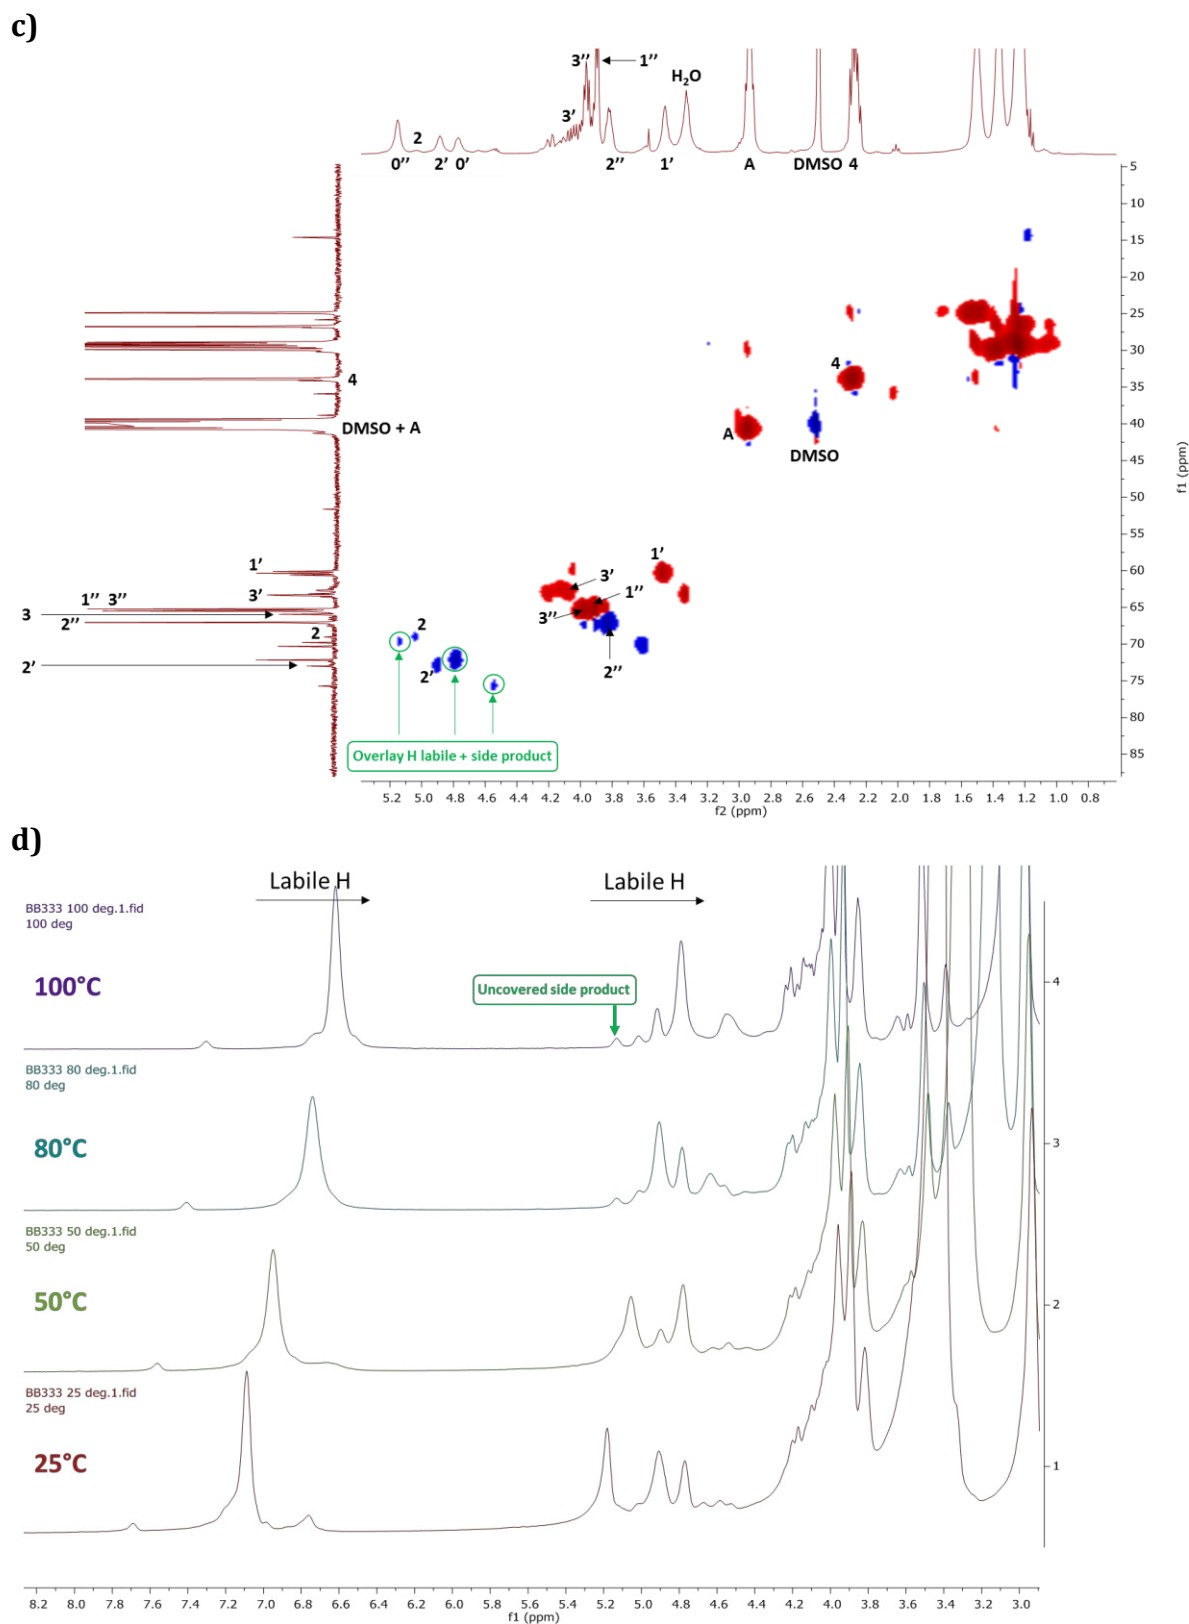 c)
3’’ 1’’
H2O
3’
2
0’’ 2’ 0’ 2’’ 1’ A DMSO 4
5
10
15
20
25
30
35
40
45
50
55
60
65
70
75
80
85
f1 (ppm)
4
DMSO + A
1’
3’
1’’ 3’’
3
2’’
2
2’
4
A
DMSO
1’
3’
1’’
3’’
2
2’’
2’
Overlay H labile + side product
5.2 5.0 4.8 4.6 4.4 4.2 4.0 3.8 3.6 3.4 3.2 3.0 2.8 2.6 2.4 2.2 2.0 1.8 1.6 1.4 1.2 1.0 0.8
f2 (ppm)
d)
Labile H Labile H
BB333 100 deg.1.fid
100 deg
100°C
Uncovered side product
4
BB333 80 deg.1.fid
80 deg
80°C
3
BB333 50 deg.1.fid
50 deg
50°C
2
BB333 25 deg.1.fid
25 deg
25°C
1
8.2 8.0 7.8 7.6 7.4 7.2 7.0 6.8 6.6 6.4 6.2 6.0 5.8 5.6 5.4 5.2 5.0 4.8 4.6 4.4 4.2 4.0 3.8 3.6 3.4 3.2 3.0
f1 (ppm)